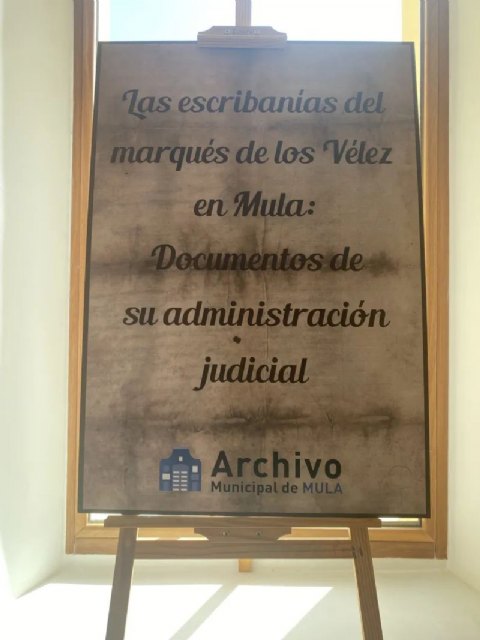 Las escribanías del
marqués de los Vélez
en Mula:
Documentos de
su administración
judicial
Archivo
Municipal de MULA